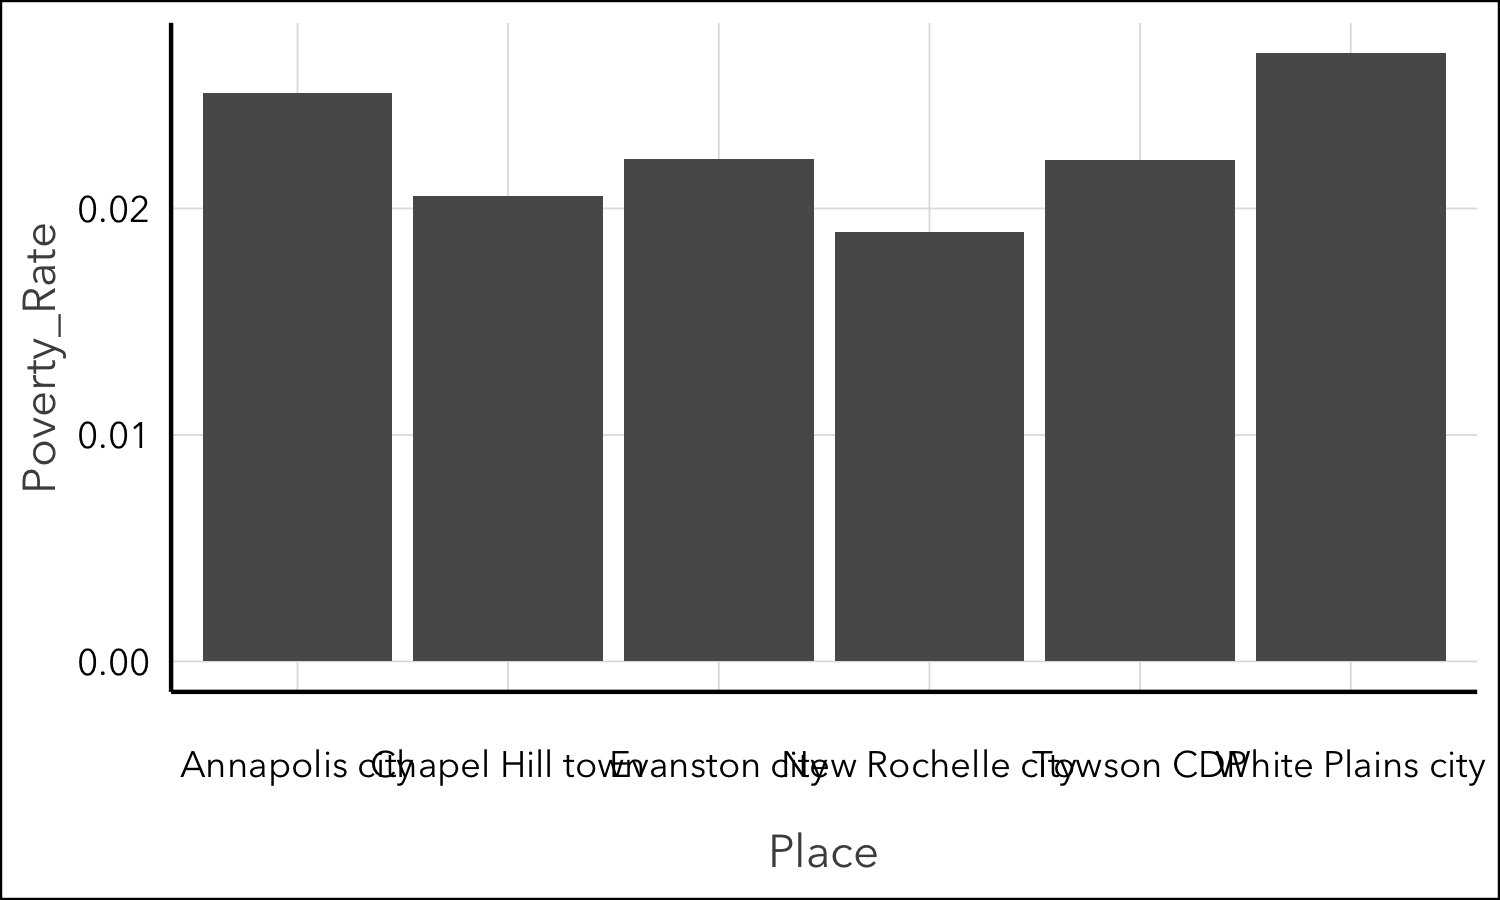 Poverty_Rate
0.02
0.01
0.00
Annapolis city Chapel Hill town Evanston city New Rochelle city Towson CDP White Plains city
Place